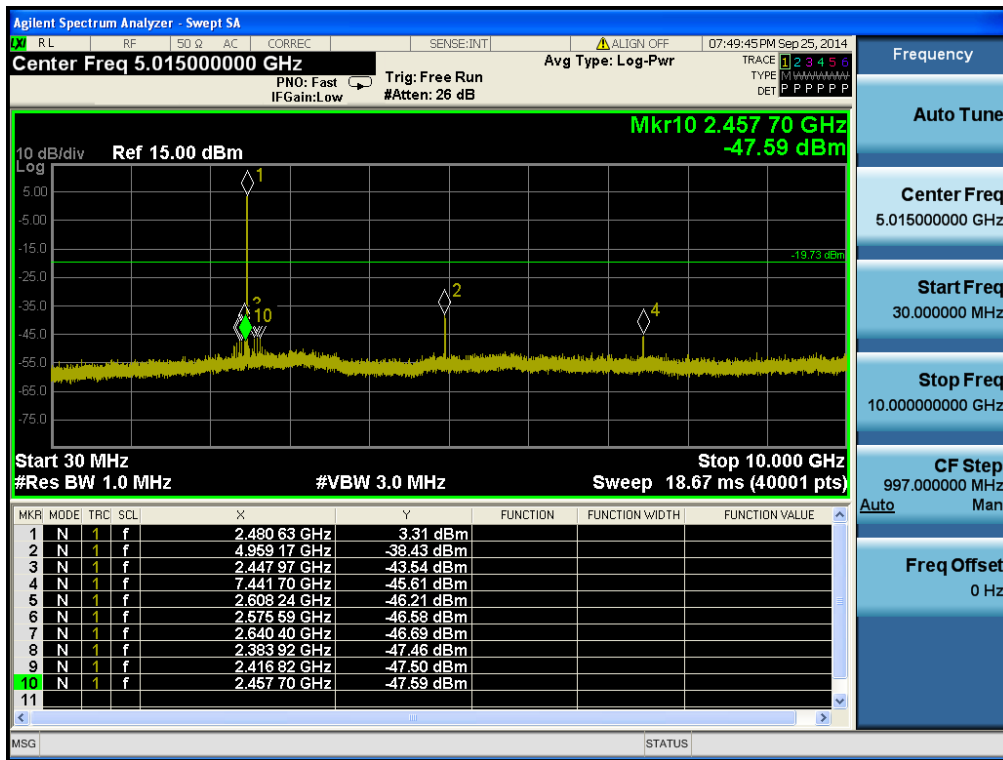 Agilent Spectrum Analyzer - Swept SA
LXI RL RF 50 Ω AC CORREC SENSE:INT ALIGN OFF 07:49:45 PM Sep 25, 2014
Center Freq 5.015000000 GHz Avg Type: Log-Pwr TRACE 1 2 3 4 5 6
PNO: Fast Trig: Free Run TYPE MWWWWW
IFGain:Low #Atten: 26 dB DET P P P P P P
Mkr10 2.457 70 GHz
10 dB/div Ref 15.00 dBm -47.59 dBm
Log
1
5.00
-5.00
-15.0
-19.73 dBm
-25.0
2
-35.0
10 4
-45.0
-55.0
-65.0
-75.0
Start 30 MHz Stop 10.000 GHz
#Res BW 1.0 MHz #VBW 3.0 MHz Sweep 18.67 ms (40001 pts)
MKR MODE TRC SCL X Y FUNCTION FUNCTION WIDTH FUNCTION VALUE
1 N 1 f 2.480 63 GHz 3.31 dBm
2 N 1 f 4.959 17 GHz -38.43 dBm
3 N 1 f 2.447 97 GHz -43.54 dBm
4 N 1 f 7.441 70 GHz -45.61 dBm
5 N 1 f 2.608 24 GHz -46.21 dBm
6 N 1 f 2.575 59 GHz -46.58 dBm
7 N 1 f 2.640 40 GHz -46.69 dBm
8 N 1 f 2.383 92 GHz -47.46 dBm
9 N 1 f 2.416 82 GHz -47.50 dBm
10 N 1 f 2.457 70 GHz -47.59 dBm
11
MSG STATUS
Frequency
Auto Tune
Center Freq
5.015000000 GHz
Start Freq
30.000000 MHz
Stop Freq
10.000000000 GHz
CF Step
997.000000 MHz
Auto Man
Freq Offset
0 Hz